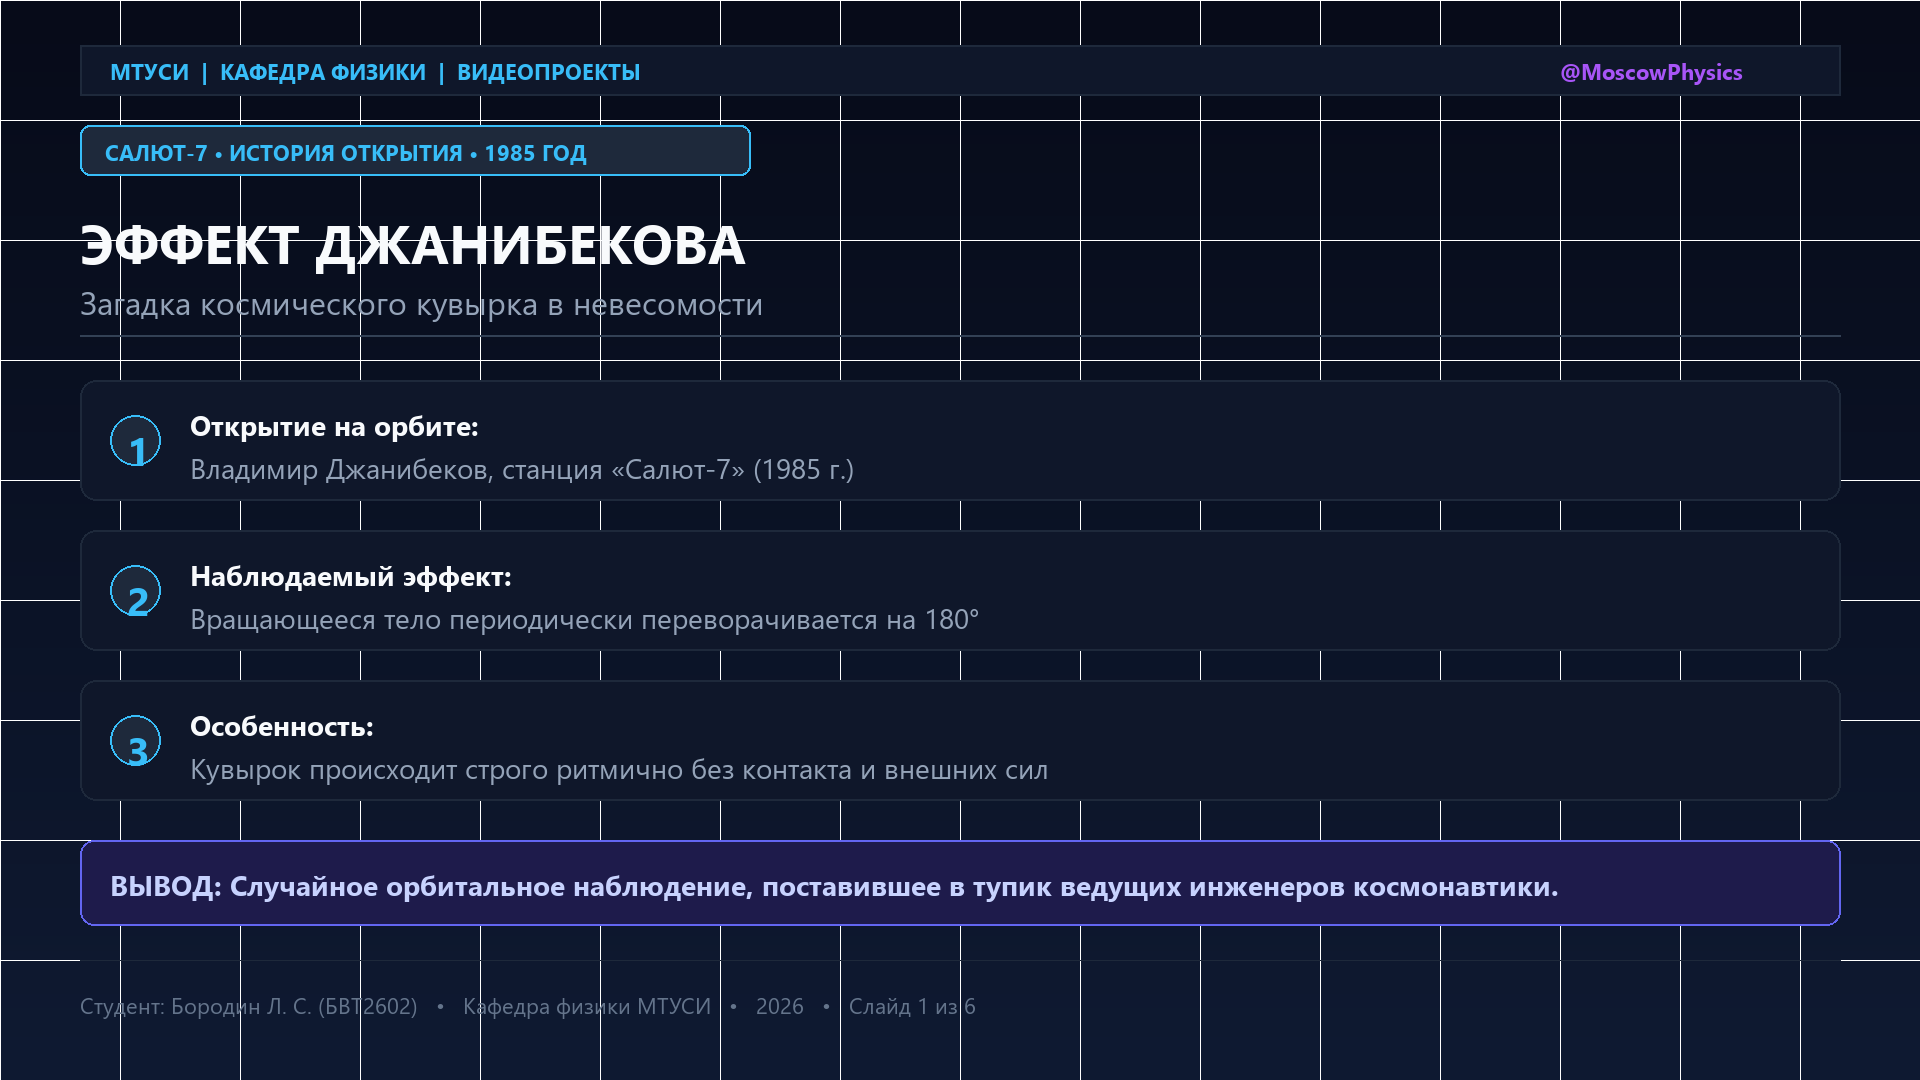 МТУСИ | КАФЕДРА ФИЗИКИ | ВИДЕОПРОЕКТЫ
@MoscowPhysics
САЛЮТ-7 • ИСТОРИЯ ОТКРЫТИЯ • 1985 ГОД
ЭФФЕКТ ДЖАНИБЕКОВА
Загадка космического кувырка в невесомости
1
Открытие на орбите:
Владимир Джанибеков, станция «Салют-7» (1985 г.)
2
Наблюдаемый эффект:
Вращающееся тело периодически переворачивается на 180°
3
Особенность:
Кувырок происходит строго ритмично без контакта и внешних сил
ВЫВОД: Случайное орбитальное наблюдение, поставившее в тупик ведущих инженеров космонавтики.
Студент: Бородин Л. С. (БВТ2602) • Кафедра физики МТУСИ • 2026 • Слайд 1 из 6